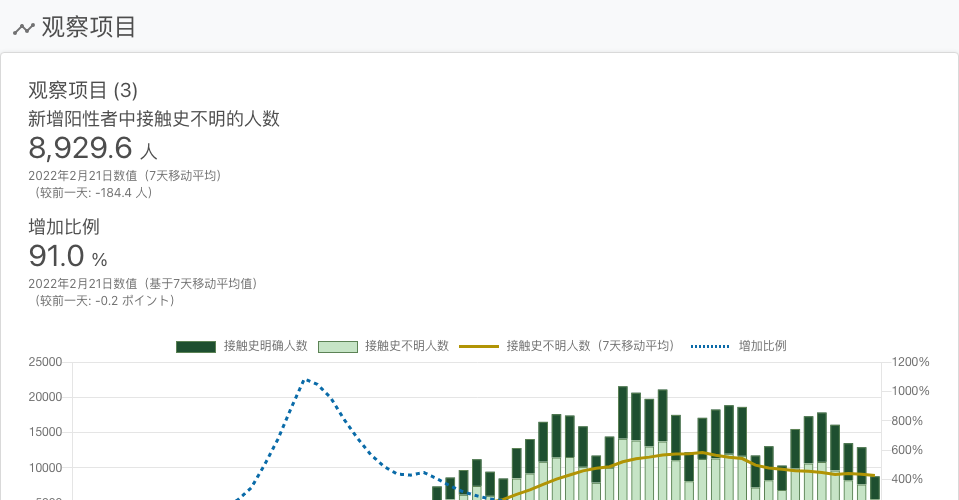 观察项目
观察项目 (3)
新增阳性者中接触史不明的人数
8,929.6 人
2022年2月21日数值（7天移动平均）
（较前一天: -184.4 人）
增加比例
91.0 %
2022年2月21日数值（基于7天移动平均值）
（较前一天: -0.2 ポイント）
接触史明确人数 接触史不明人数 接触史不明人数（7天移动平均） 增加比例
25000 1200%
20000 1000%
15000 800%
10000 600%
400%